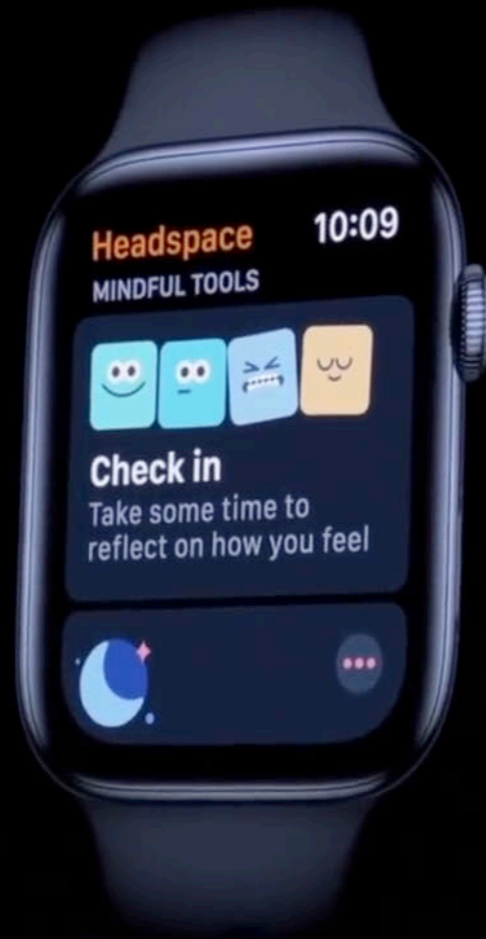 Headspace 10:09
MINDFUL TOOLS
Check in
Take some time to
reflect on how you feel